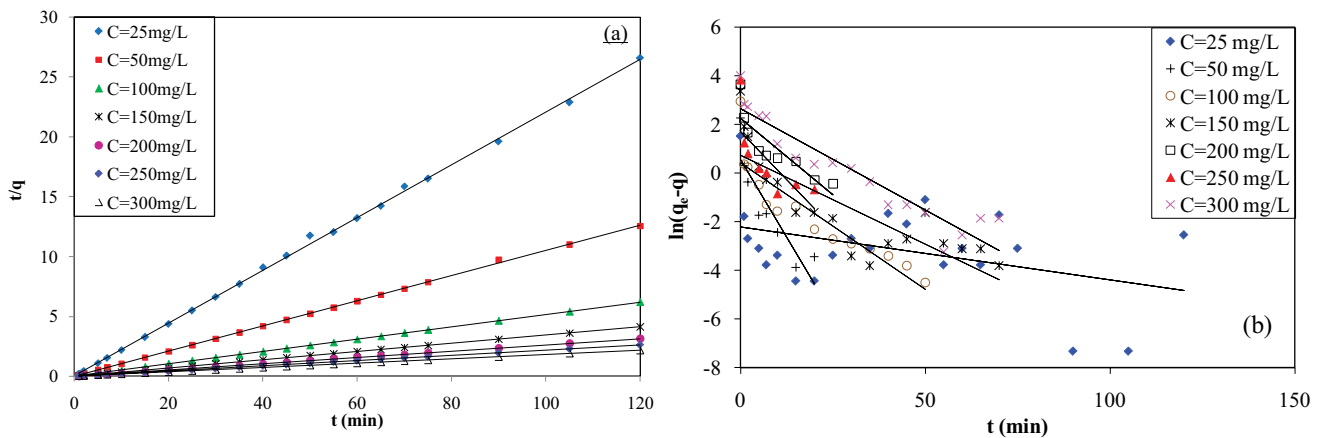 (a)
30
25
20
15
10
5
0
t/q
C=25mg/L
C=50mg/L
C=100mg/L
C=150mg/L
C=200mg/L
C=250mg/L
C=300mg/L
0 20 40 60 80 100 120
t (min)
6
4
2
0
-2
-4
-6
-8
ln(qe-q)
C=25 mg/L
C=50 mg/L
C=100 mg/L
C=150 mg/L
C=200 mg/L
C=250 mg/L
C=300 mg/L
(b)
0 50 100 150
t (min)